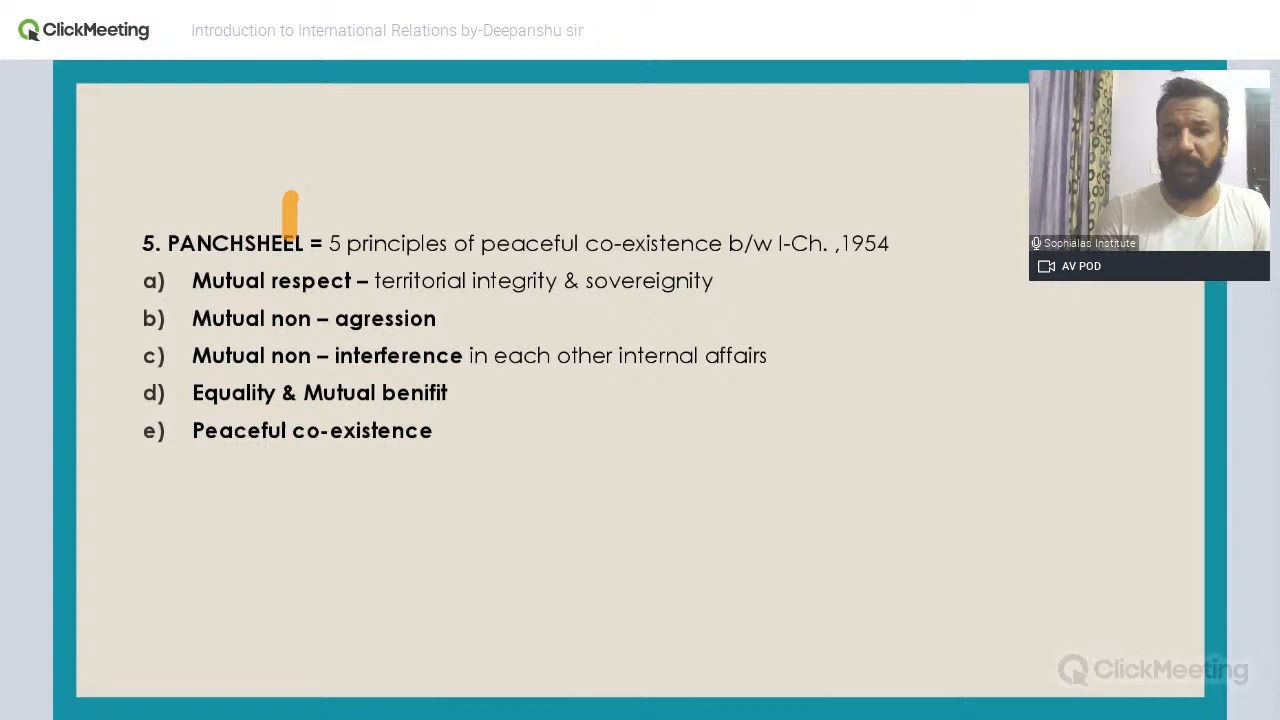 ClickMeeting
Introduction to International Relations by-Deepanshu sir
5. PANCHSHEEL = 5 principles of peaceful co-existence b/w I-Ch. ,1954
a) Mutual respect – territorial integrity & sovereignity
b) Mutual non – agression
c) Mutual non – interference in each other internal affairs
d) Equality & Mutual benifit
e) Peaceful co-existence
Sophialas Institute
AV POD
ClickMeeting